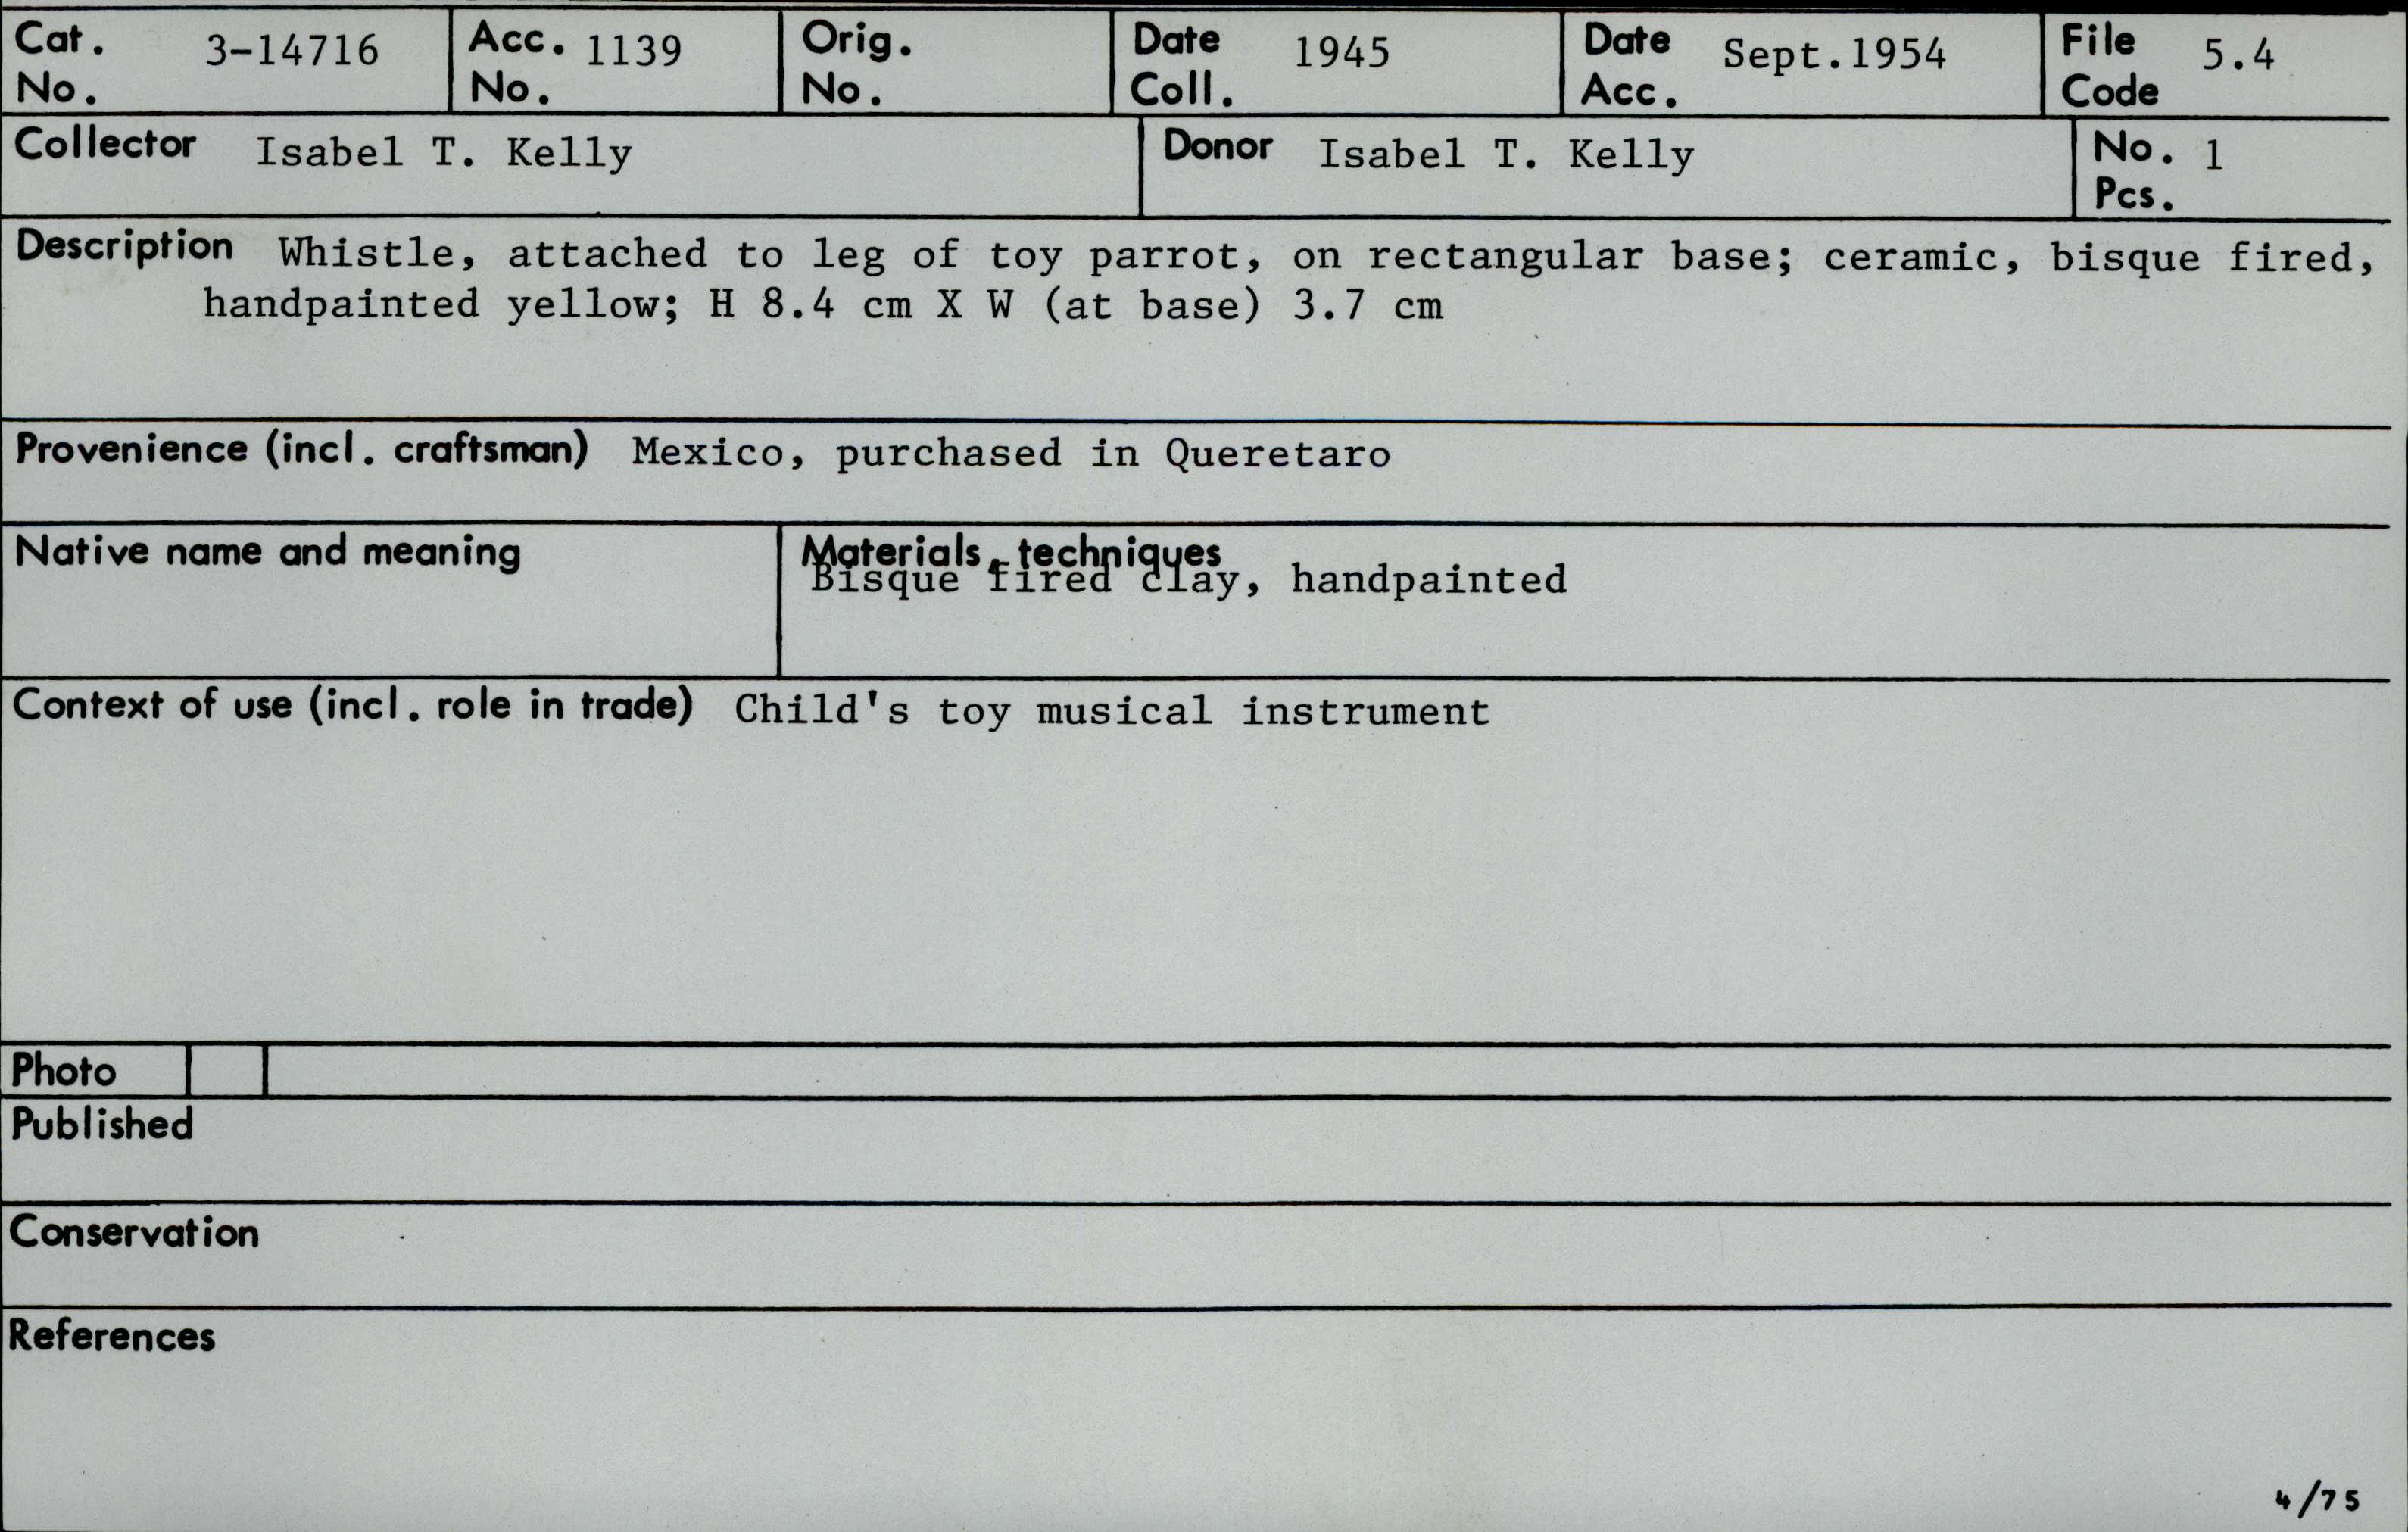 Cat. No. 3-14716 Acc. No. 1139 Orig. No. Date Coll. 1945 Date Acc. Sept.1954 File Code 5.4
Collector Isabel T. Kelly Donor Isabel T. Kelly No. Pcs. 1
Description Whistle, attached to leg of toy parrot, on rectangular base; ceramic, bisque fired,
handpainted yellow; H 8.4 cm X W (at base) 3.7 cm
Provenience (incl. craftsman) Mexico, purchased in Queretaro
Native name and meaning
Materials, techniques
Bisque fired clay, handpainted
Context of use (incl. role in trade) Child's toy musical instrument
Photo
Published
Conservation
References
4/75